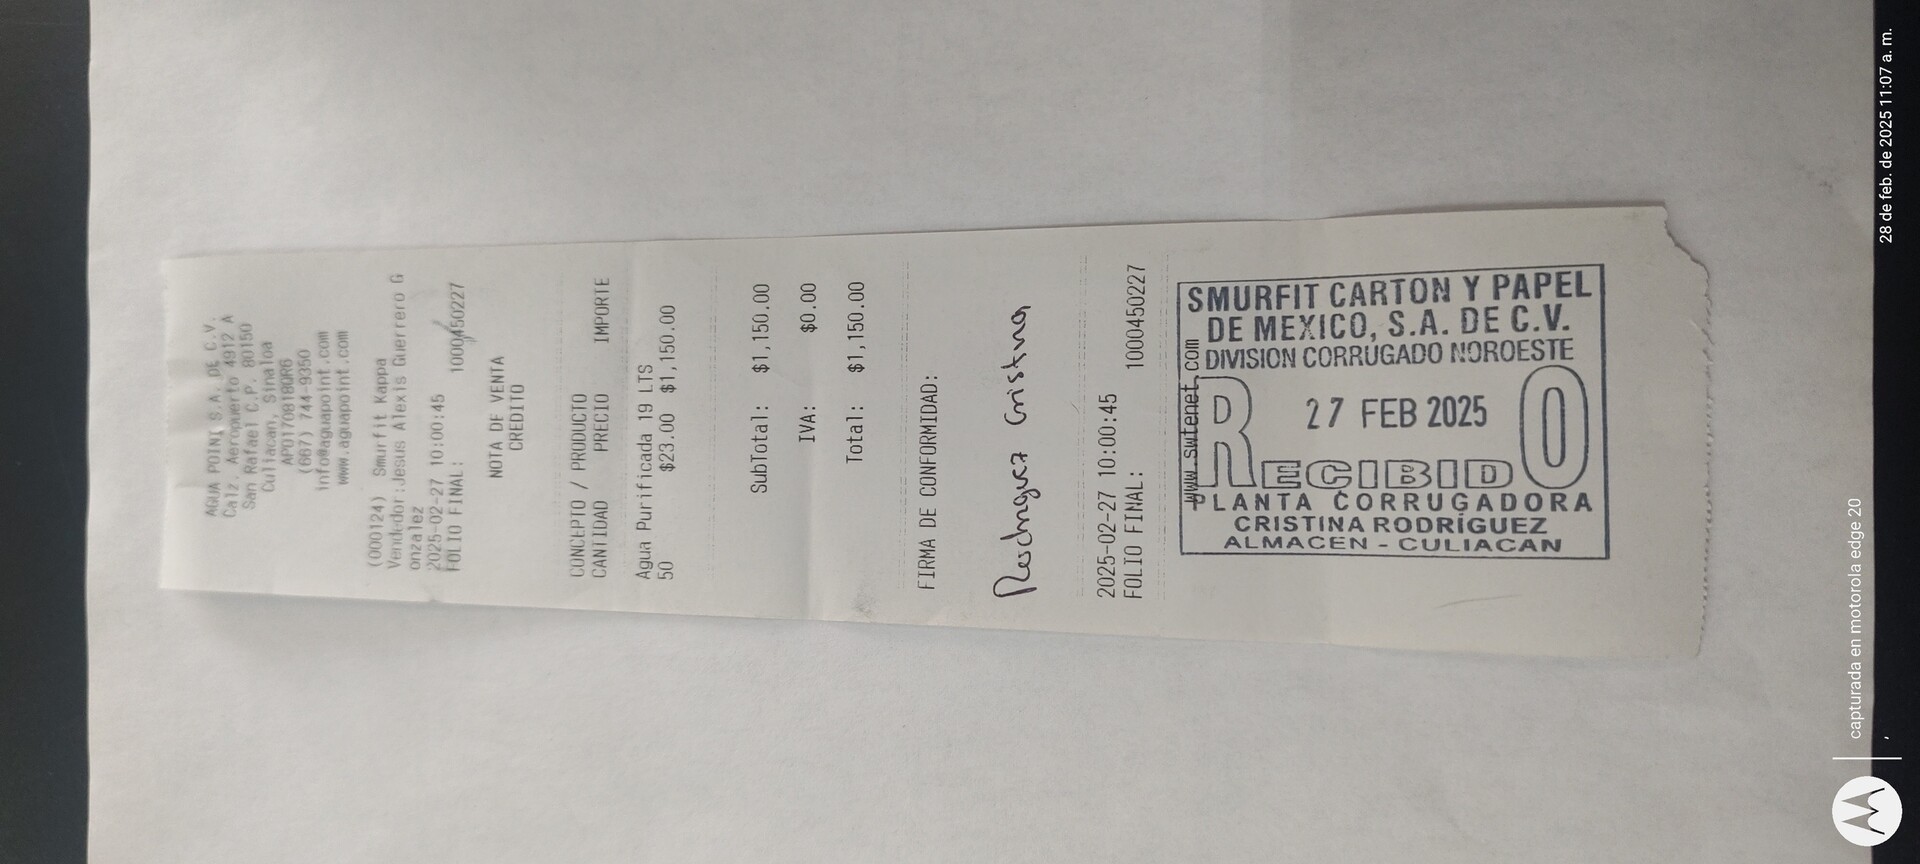 AGUA POINT S.A. DE C.V.
Calz. Aeropuerto 4912 A
San Rafael C.P. 80150
Culiacan, Sinaloa
APO170818QR6
(667) 744-9350
info@aguapoint.com
www.aguapoint.com
(000124) Smurfit Kappa
Vendedor:Jesus Alexis Guerrero G
onzalez
2025-02-27 10:00:45
FOLIO FINAL: 1000450227
NOTA DE VENTA
CREDITO
CONCEPTO / PRODUCTO
CANTIDAD PRECIO IMPORTE
Agua Purificada 19 LTS
50 $23.00 $1,150.00
SubTotal: $1,150.00
IVA: $0.00
Total: $1,150.00
FIRMA DE CONFORMIDAD:
Rodriguez Cristina
2025-02-27 10:00:45
FOLIO FINAL: 1000450227
www.swtenet.com
SMURFIT CARTON Y PAPEL
DE MEXICO, S.A. DE C.V.
DIVISION CORRUGADO NOROESTE
27 FEB 2025
RECIBIDO
PLANTA CORRUGADORA
CRISTINA RODRÍGUEZ
ALMACEN - CULIACAN
capturada en motorola edge 20
28 de feb. de 2025 11:07 a. m.